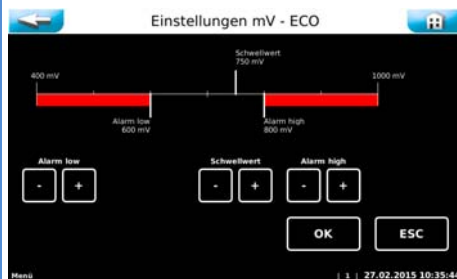 Einstellungen mV - ECO
Schwellwert
750 mV
400 mV
1000 mV
Alarm low
600 mV
Alarm high
800 mV
Alarm low
Schwellwert
Alarm high
- + - + - +
OK ESC
Menü | 1 | 27.02.2015 10:35:44